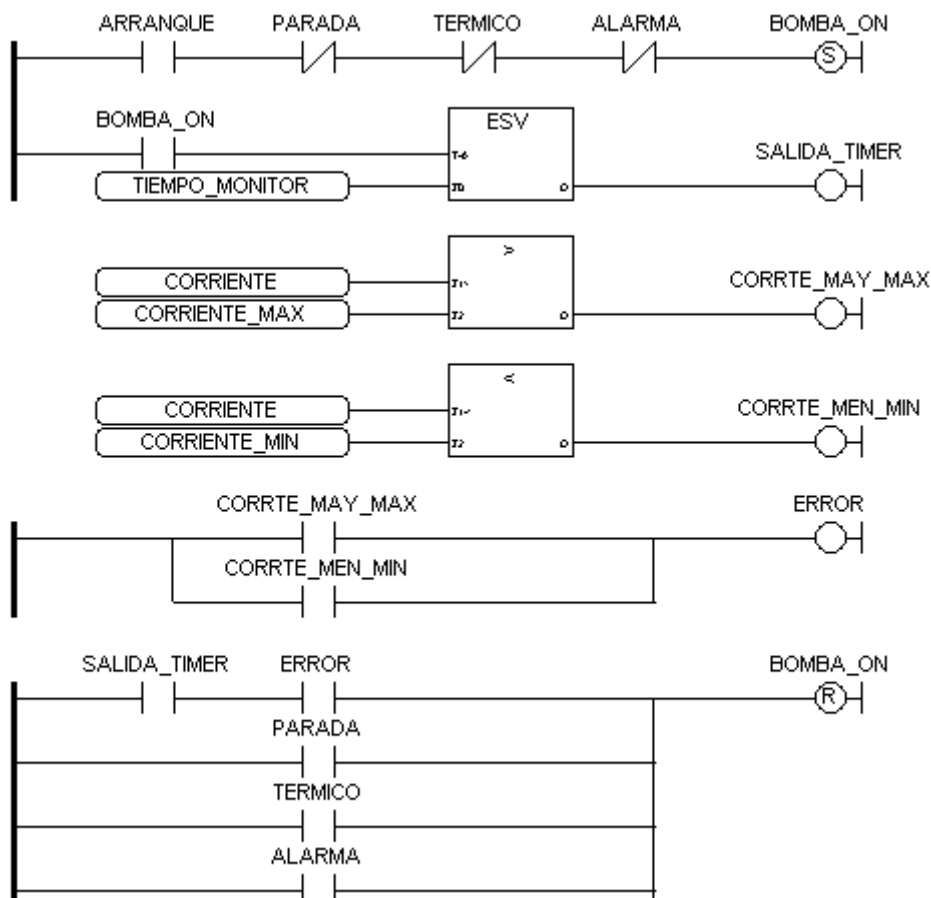 ARRANQUE PARADA TERMICO ALARMA BOMBA_ON
S
BOMBA_ON ESV
SALIDA_TIMER
TIEMPO_MONITOR
>
CORRIENTE CORRTE_MAY_MAX
CORRIENTE_MAX
<
CORRIENTE CORRTE_MEN_MIN
CORRIENTE_MIN
CORRTE_MAY_MAX ERROR
CORRTE_MEN_MIN
SALIDA_TIMER ERROR BOMBA_ON
R
PARADA
TERMICO
ALARMA